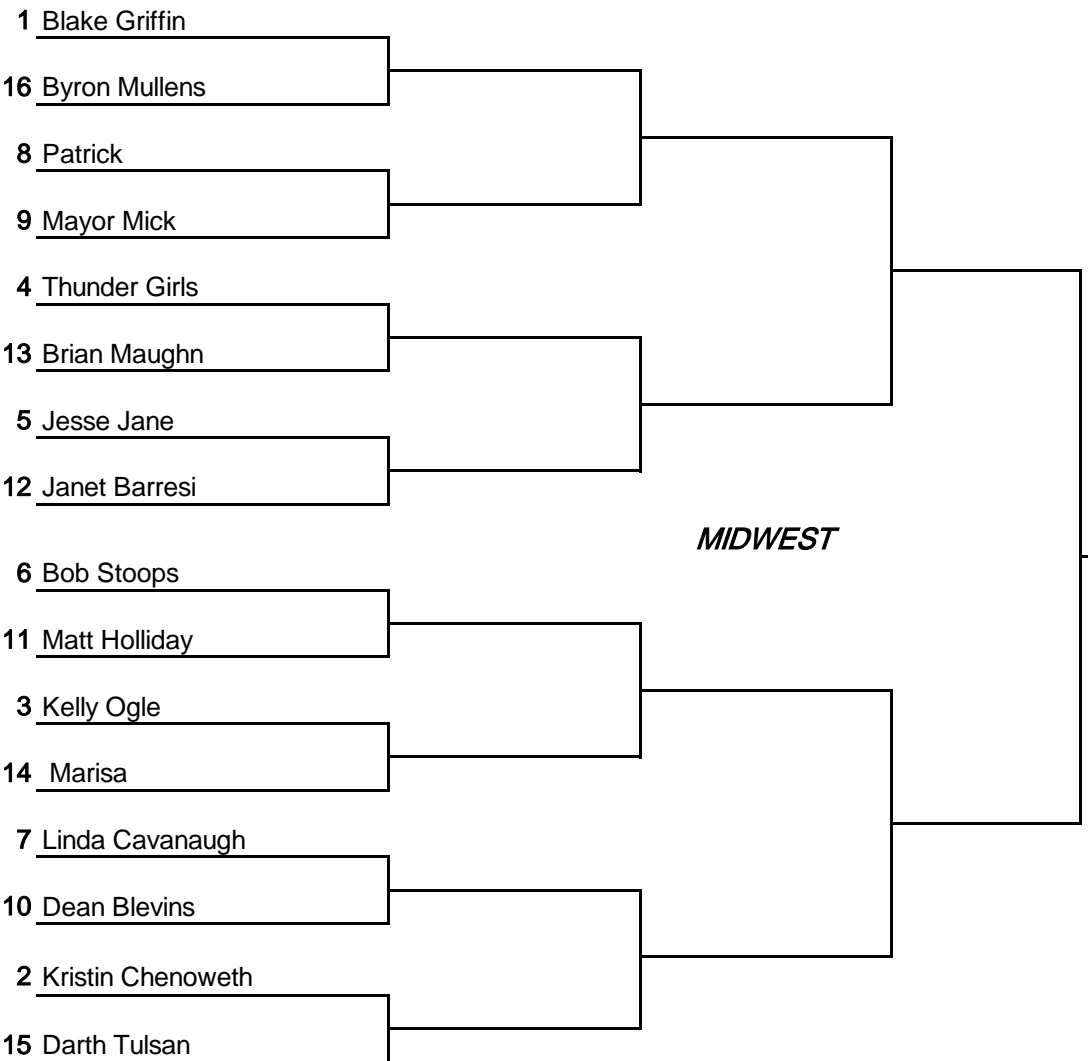 1 Blake Griffin
16 Byron Mullens
8 Patrick
9 Mayor Mick
4 Thunder Girls
13 Brian Maughn
5 Jesse Jane
12 Janet Barresi
MIDWEST
6 Bob Stoops
11 Matt Holliday
3 Kelly Ogle
14 Marisa
7 Linda Cavanaugh
10 Dean Blevins
2 Kristin Chenoweth
15 Darth Tulsan